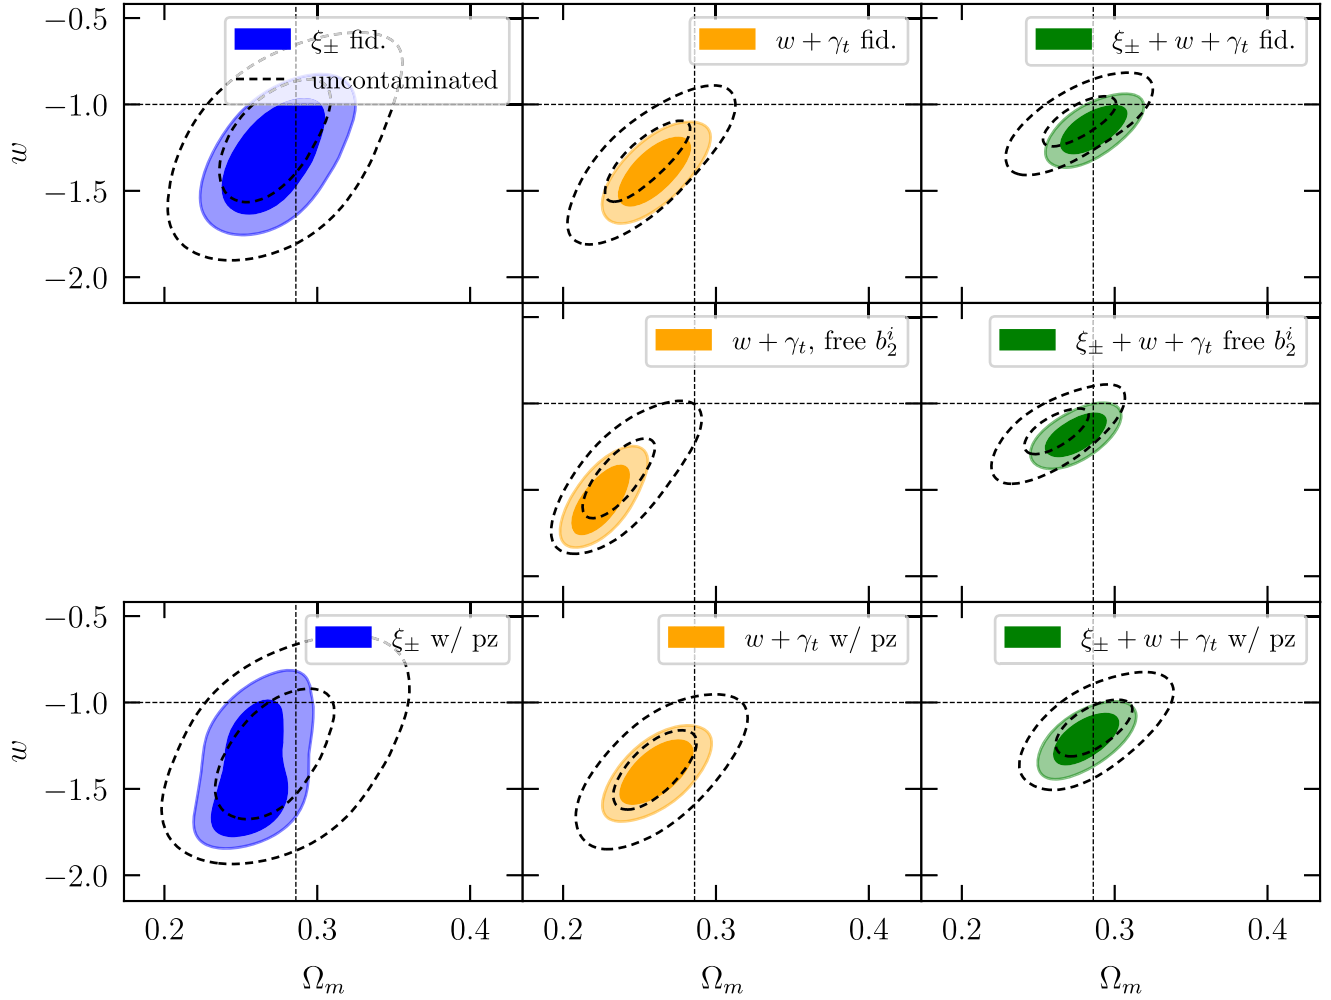 −0.5
−1.0
−1.5
−2.0
w
ξ± fid.
uncontaminated
w + γt fid.
ξ± + w + γt fid.
w + γt, free b₂ⁱ
ξ± + w + γt free b₂ⁱ
−0.5
−1.0
−1.5
−2.0
w
ξ± w/ pz
w + γt w/ pz
ξ± + w + γt w/ pz
0.2 0.3 0.4 0.2 0.3 0.4 0.2 0.3 0.4
Ωm Ωm Ωm